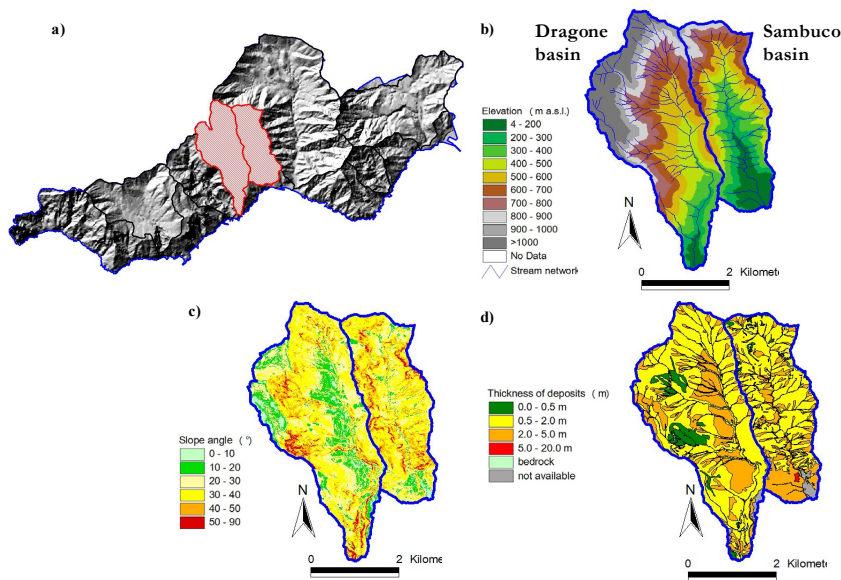 a)
b)
Dragone
basin
Sambuco
basin
Elevation ( m a.s.l.)
4 - 200
200 - 300
300 - 400
400 - 500
500 - 600
600 - 700
700 - 800
800 - 900
900 - 1000
>1000
No Data
Stream network
N
0 2 Kilomete
c)
Slope angle ( °)
0 - 10
10 - 20
20 - 30
30 - 40
40 - 50
50 - 90
N
0 2 Kilomete
d)
Thickness of deposits ( m)
0.0 - 0.5 m
0.5 - 2.0 m
2.0 - 5.0 m
5.0 - 20.0 m
bedrock
not available
N
0 2 Kilomete